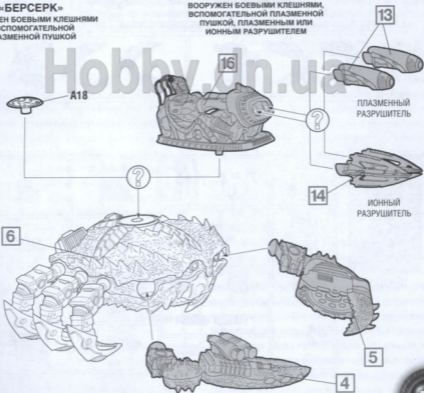 «БЕРСЕРК»
ЕН БОЕВЫМИ КЛЕШНЯМИ
ВСПОМОГАТЕЛЬНОЙ
АЗМЕННОЙ ПУШКОЙ
ВООРУЖЕН БОЕВЫМИ КЛЕШНЯМИ,
ВСПОМОГАТЕЛЬНОЙ ПЛАЗМЕННОЙ
ПУШКОЙ, ПЛАЗМЕННЫМ ИЛИ
ИОННЫМ РАЗРУШИТЕЛЕМ
13
Hobby.dn.ua
16
A18
?
ПЛАЗМЕННЫЙ
РАЗРУШИТЕЛЬ
?
14
ИОННЫЙ
РАЗРУШИТЕЛЬ
6
5
4